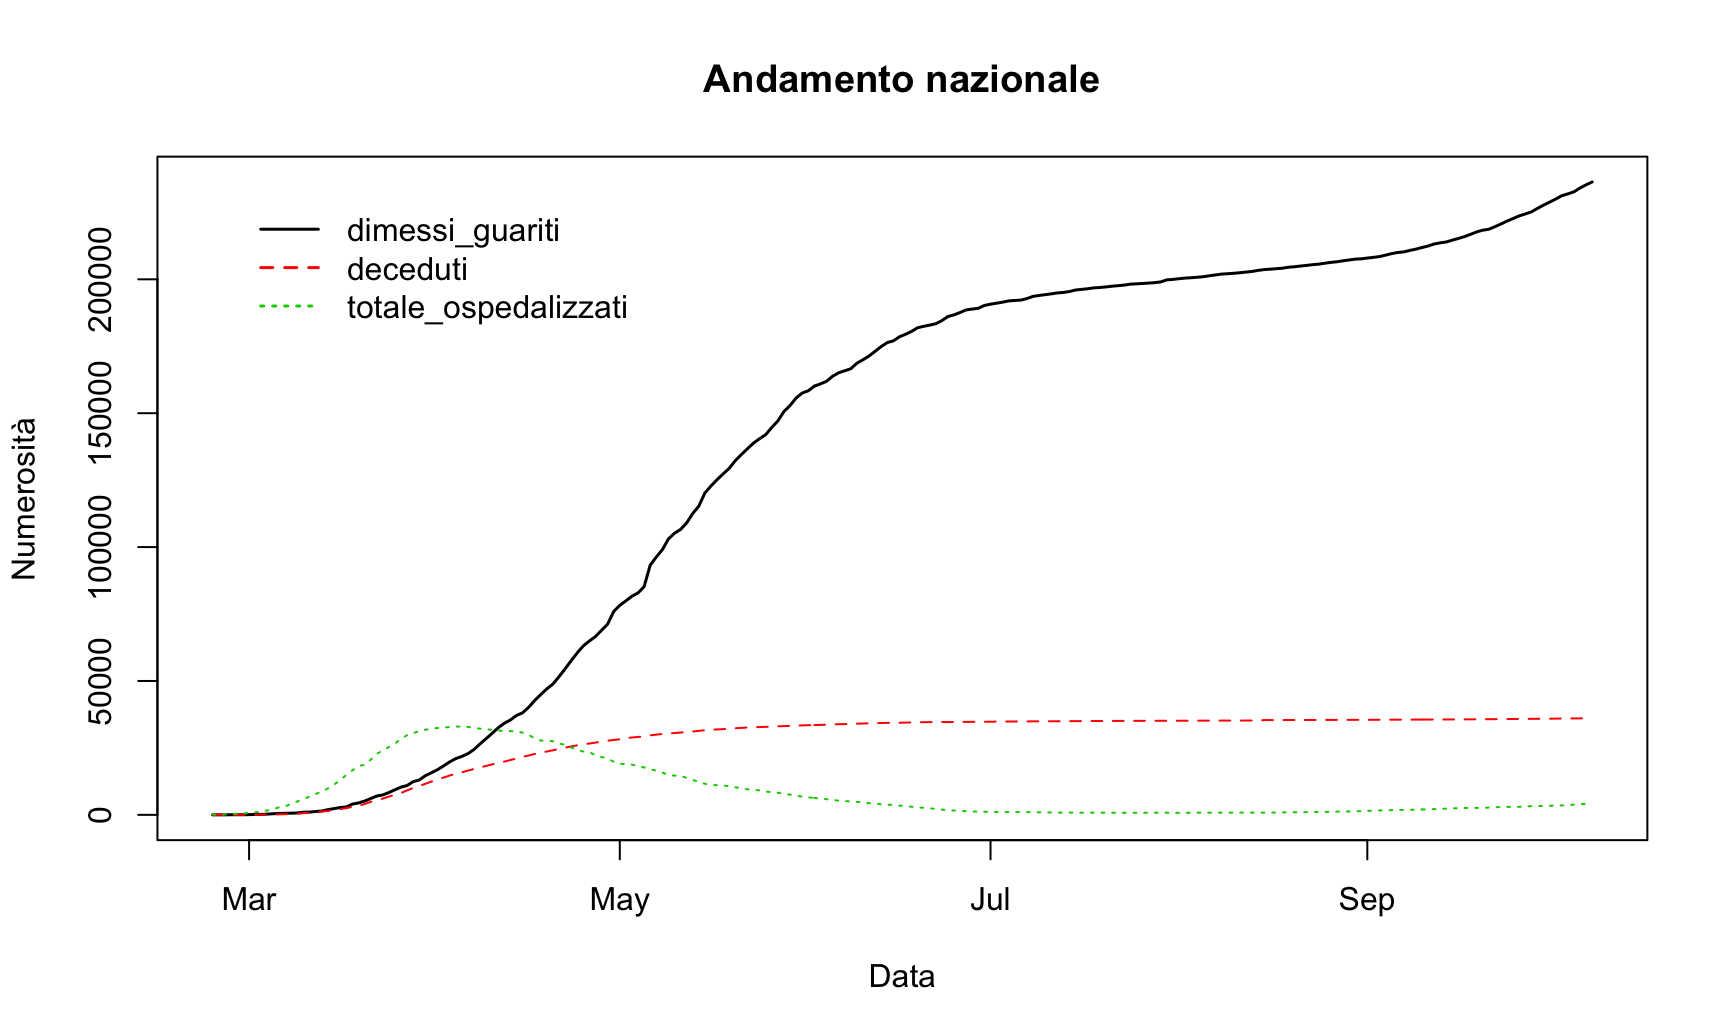 Andamento nazionale
dimessi_guariti
deceduti
totale_ospedalizzati
Numerosità
200000
150000
100000
50000
0
Mar May Jul Sep
Data